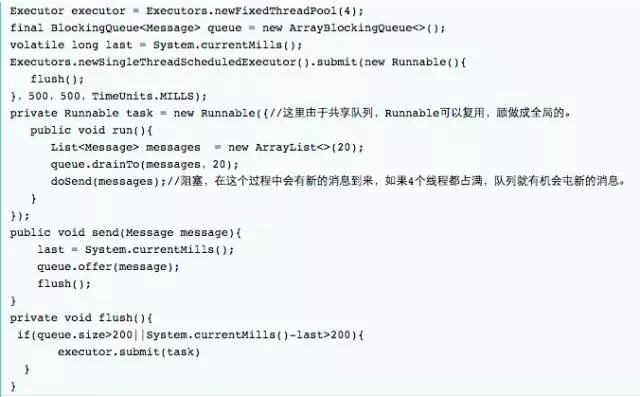 Executor executor = Executors.newFixedThreadPool(4);
final BlockingQueue<Message> queue = new ArrayBlockingQueue<>();
volatile long last = System.currentMills();
Executors.newSingleThreadScheduledExecutor().submit(new Runnable(){
   flush();
}，500，500，TimeUnits.MILLS);
private Runnable task = new Runnable({//这里由于共享队列，Runnable可以复用，顾做成全局的。
   public void run(){
      List<Message> messages  = new ArrayList<>(20);
      queue.drainTo(messages，20);
      doSend(messages);//阻塞，在这个过程中会有新的消息到来，如果4个线程都占满，队列就有机会屯新的消息。
   }
});
public void send(Message message){
    last = System.currentMills();
    queue.offer(message);
    flush();
}
private void flush(){
 if(queue.size>200||System.currentMills()-last>200){
       executor.submit(task)
  }
}